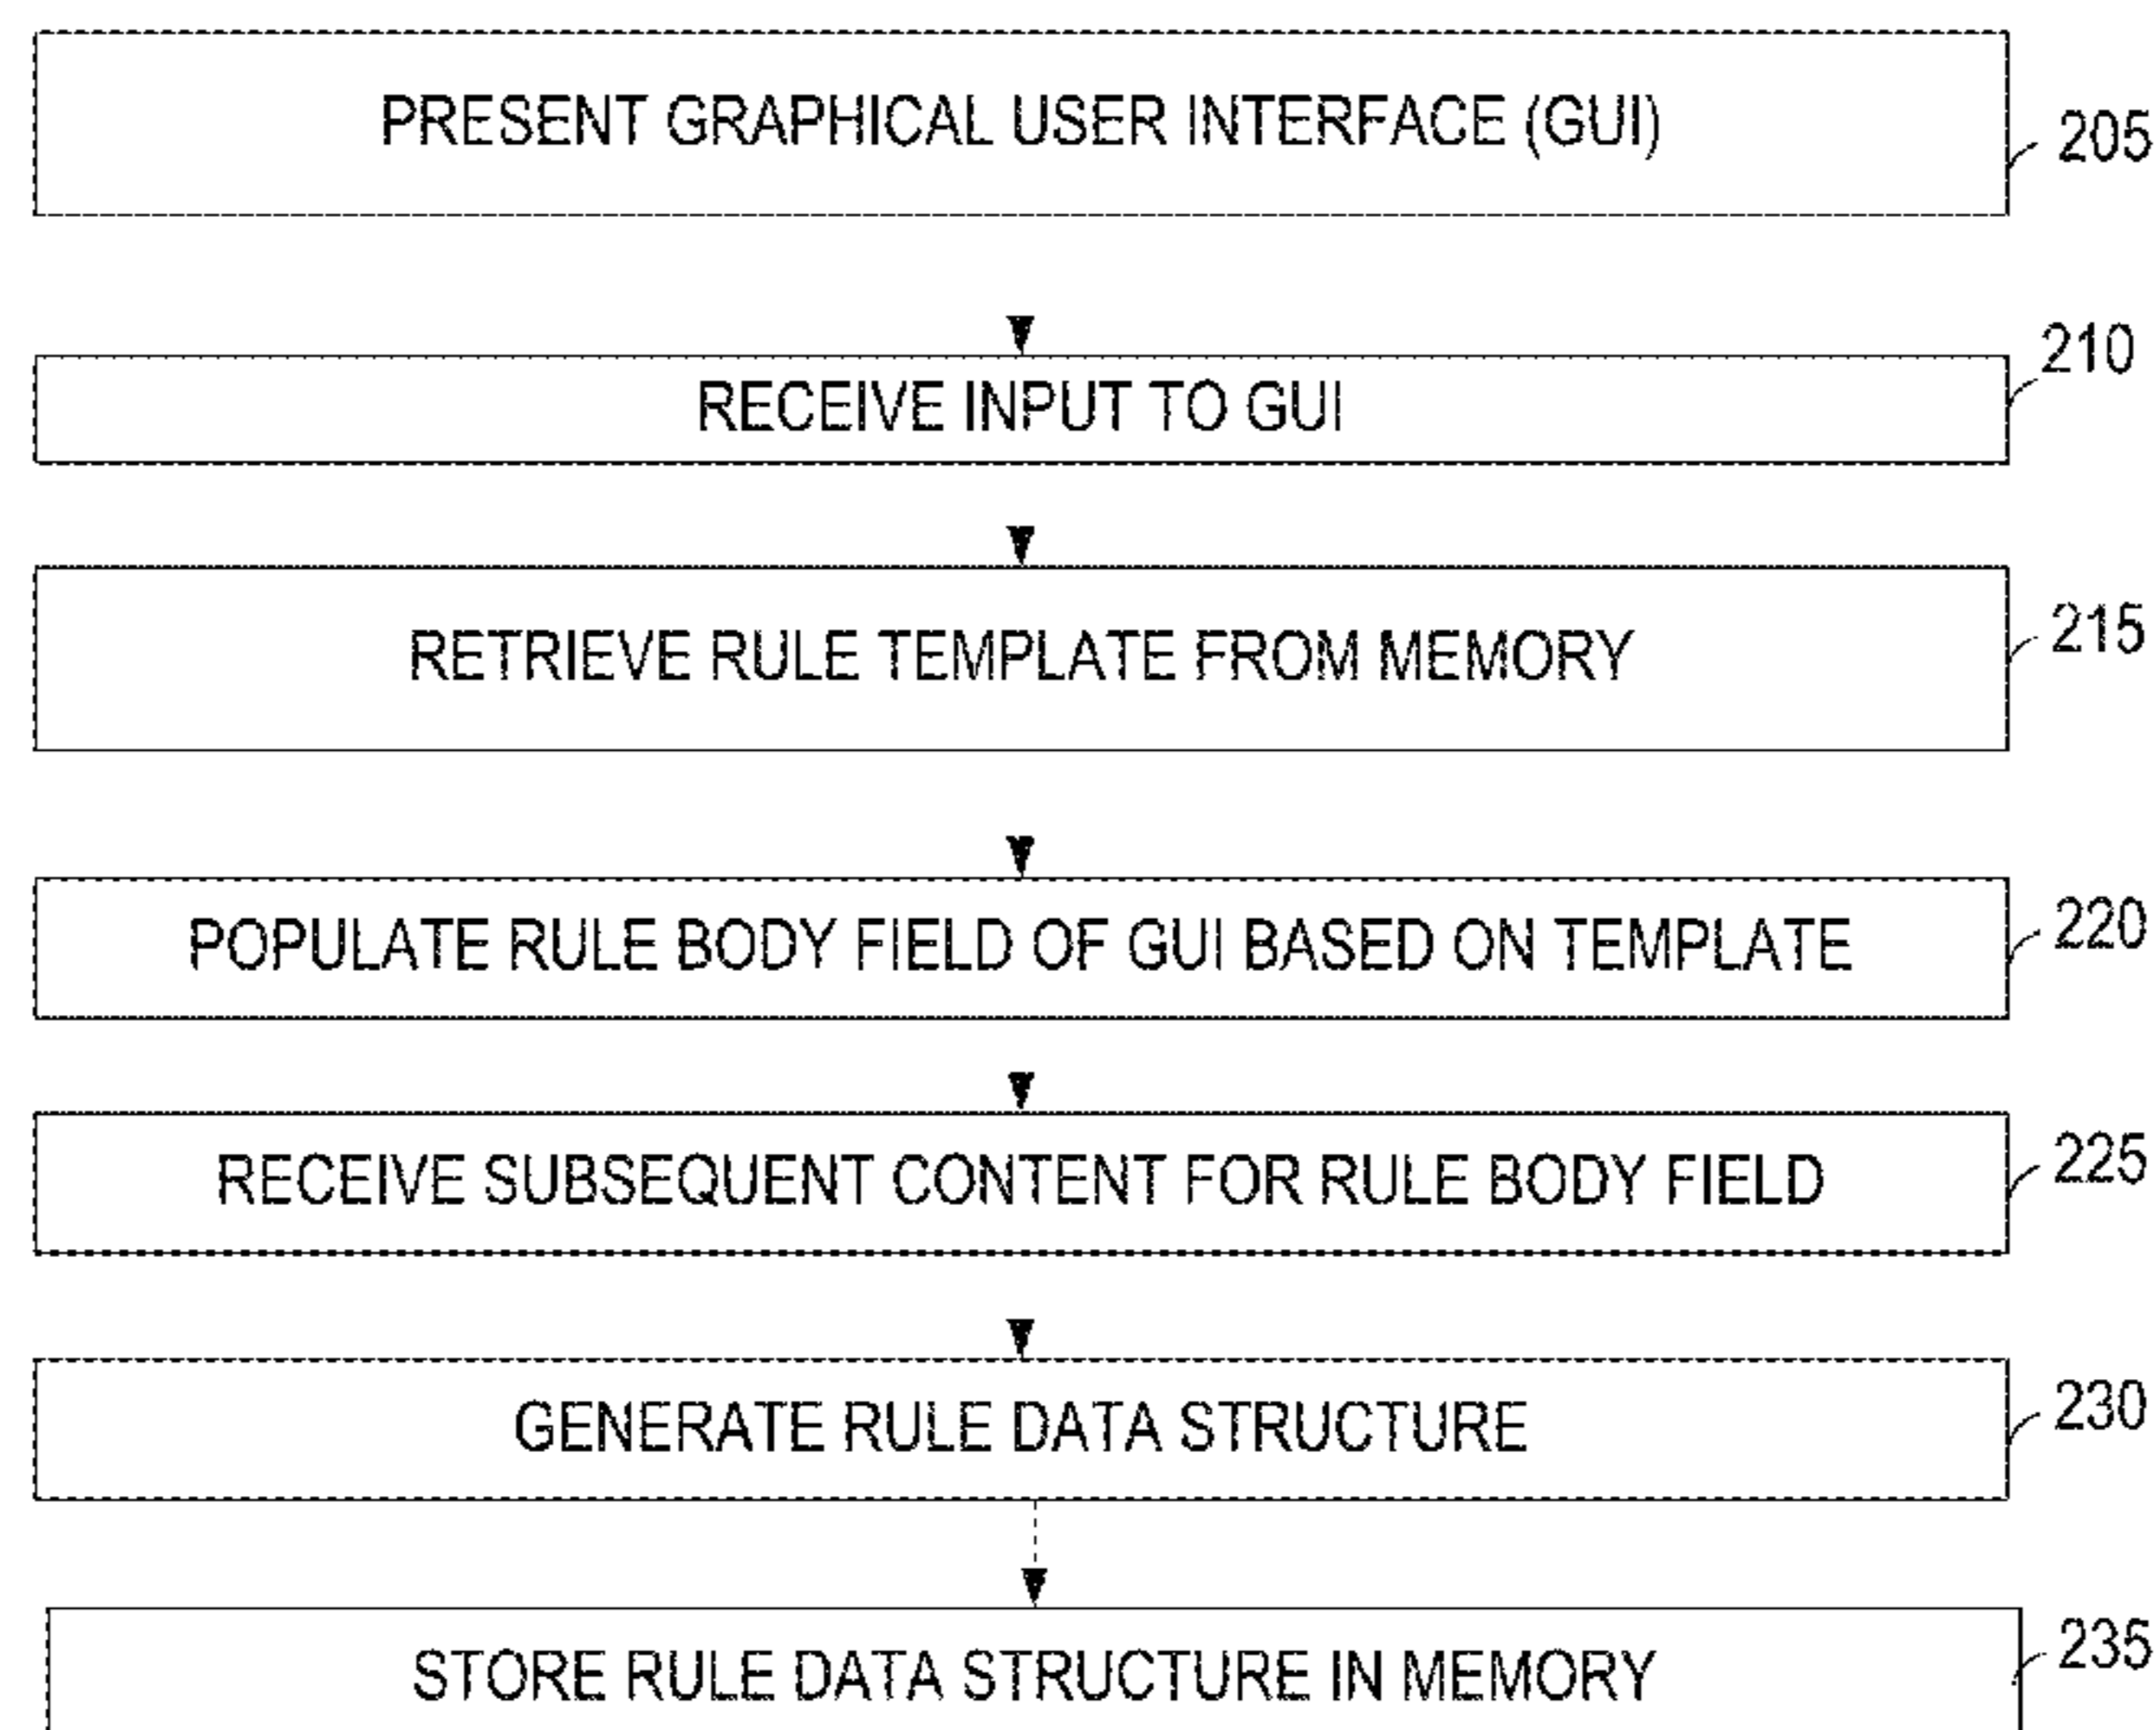 PRESENT GRAPHICAL USER INTERFACE (GUI)
205
210
RECEIVE INPUT TO GUI
215
RETRIEVE RULE TEMPLATE FROM MEMORY
220
POPULATE RULE BODY FIELD OF GUI BASED ON TEMPLATE
225
RECEIVE SUBSEQUENT CONTENT FOR RULE BODY FIELD
230
GENERATE RULE DATA STRUCTURE
235
STORE RULE DATA STRUCTURE IN MEMORY